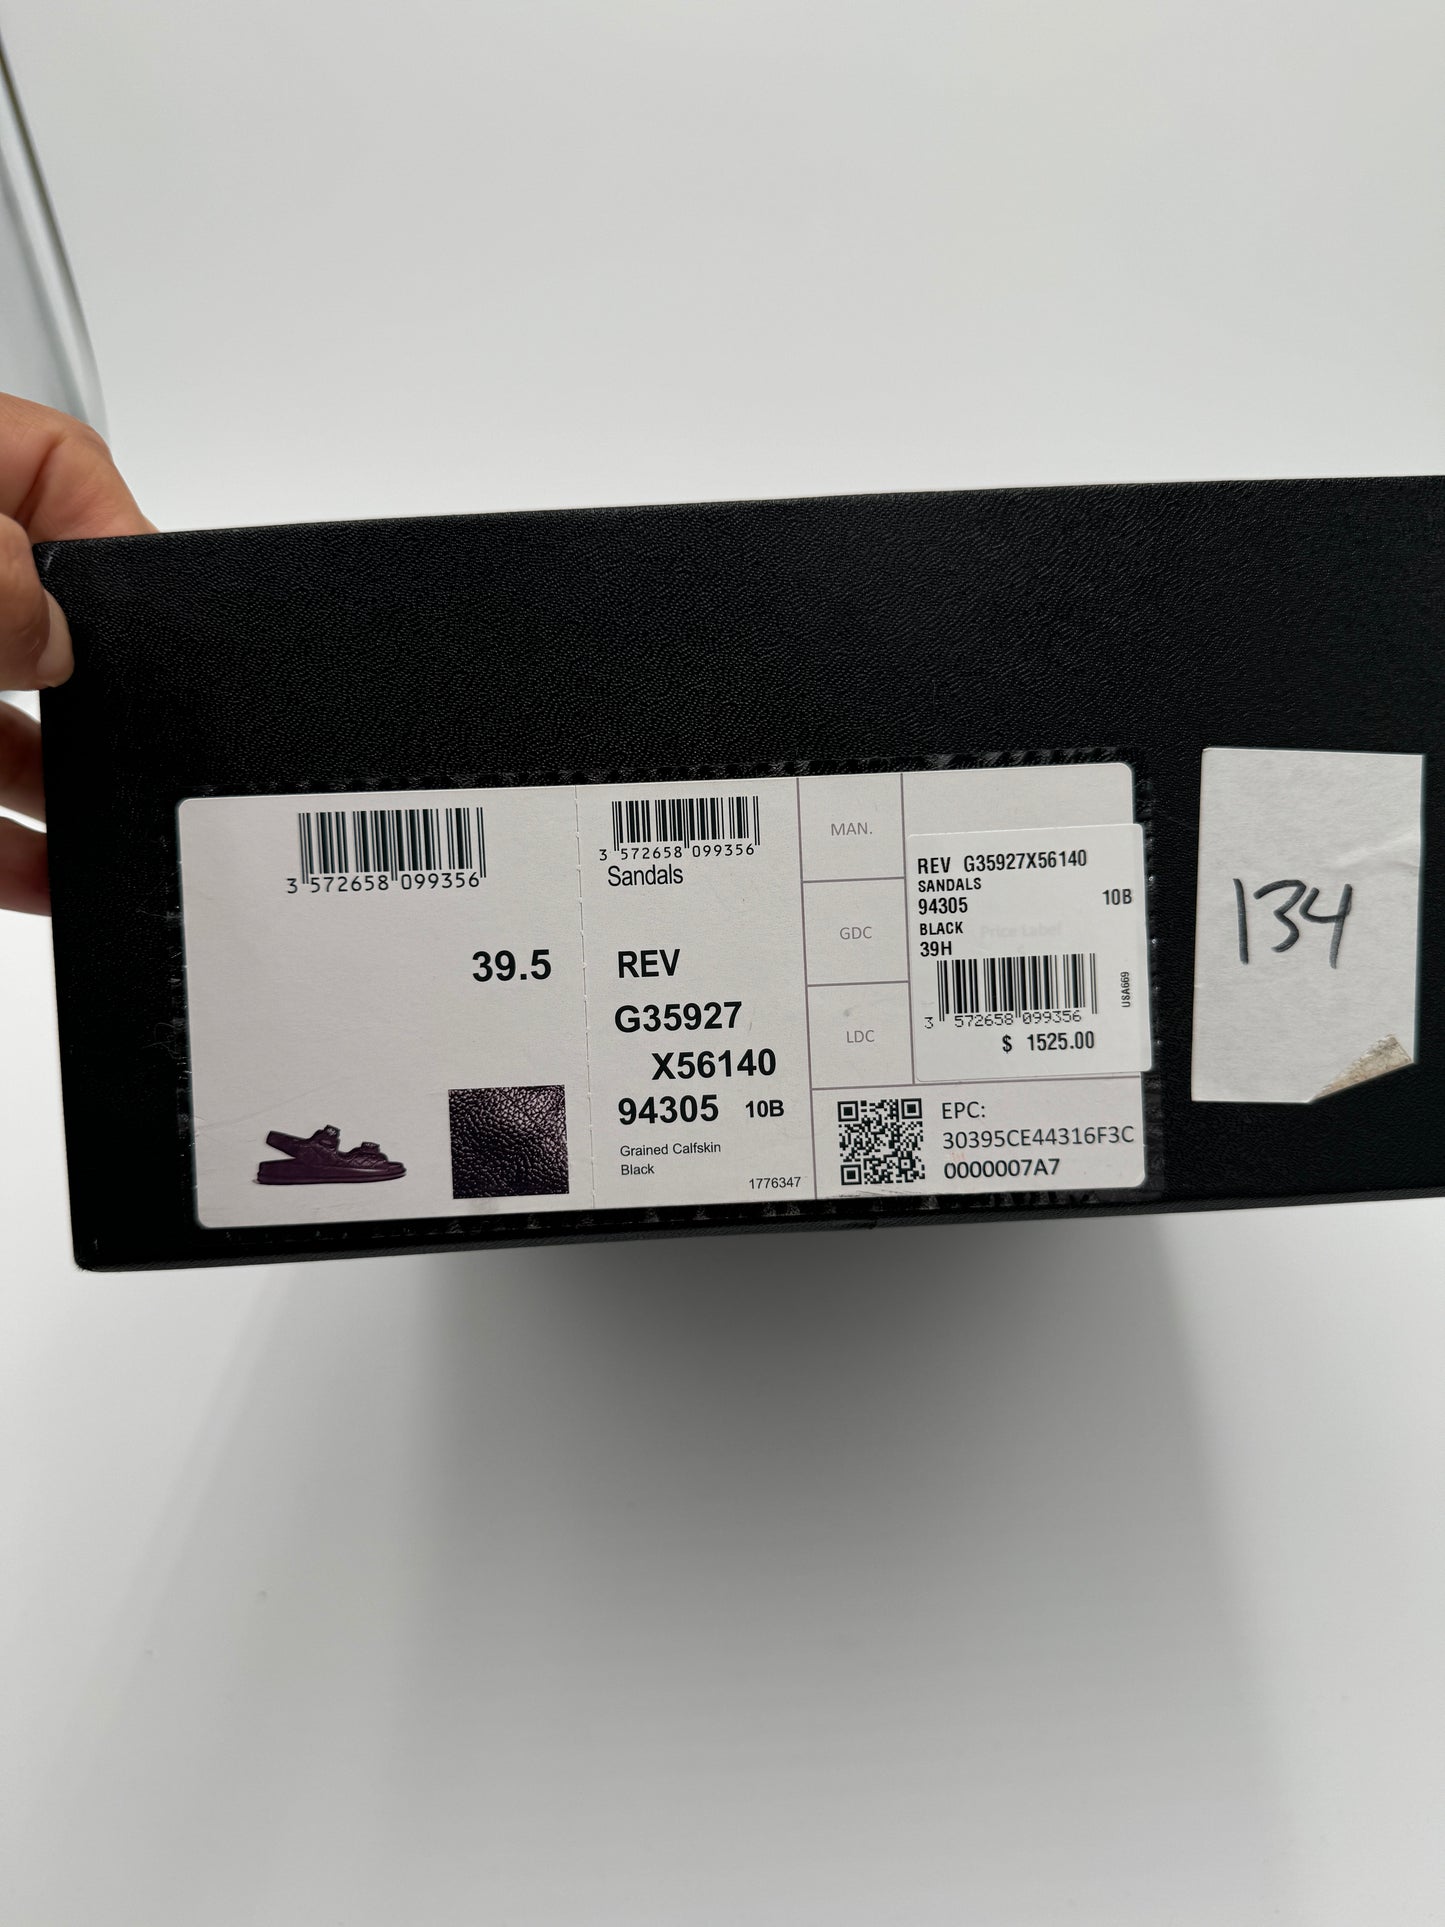 3 572658 099356
39.5
3 572658 099356
Sandals
REV
G35927
X56140
94305 10B
Grained Calfskin
Black
1776347
MAN.
GDC
LDC
REV G35927X56140
SANDALS
94305 10B
BLACK
Price Label
39H
USA669
3 572658 099356
$ 1525.00
EPC:
30395CE44316F3C
0000007A7
134